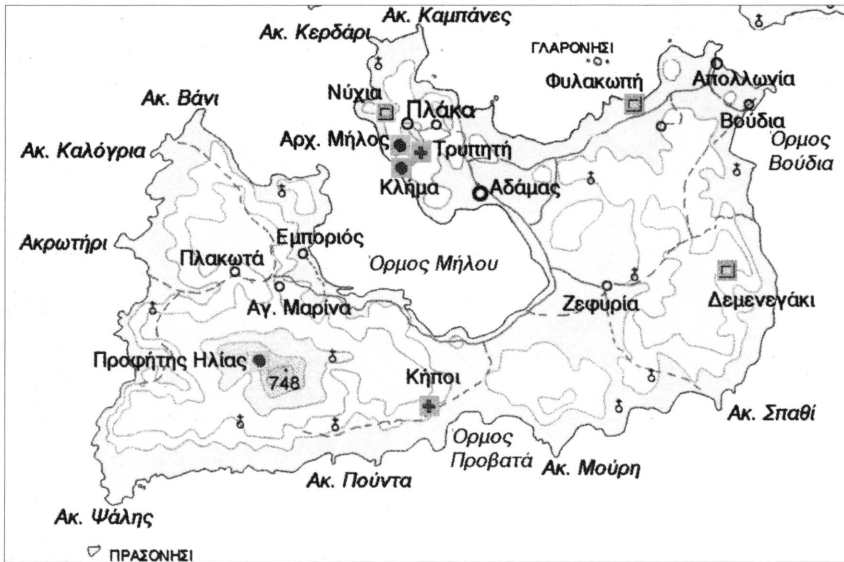 Ακ. Καμπάνες
Ακ. Κερδάρι
ΓΛΑΡΟΝΗΣΙ
Απολλωνία
Φυλακωπή
Νύχια
Ακ. Βάνι
Πλάκα
Βούδια
Αρχ. Μήλος
Τρυπητή
Όρμος
Βούδια
Ακ. Καλόγρια
Κλήμα
Αδάμας
Ακρωτήρι
Εμποριός
Πλακωτά
Όρμος Μήλου
Αγ. Μαρίνα
Ζεφυρία
Δεμενεγάκι
Προφήτης Ηλίας
748
Κήποι
Ακ. Σπαθί
Όρμος
Προβατά
Ακ. Μούρη
Ακ. Πούντα
Ακ. Ψάλης
ΠΡΑΣΟΝΗΣΙ